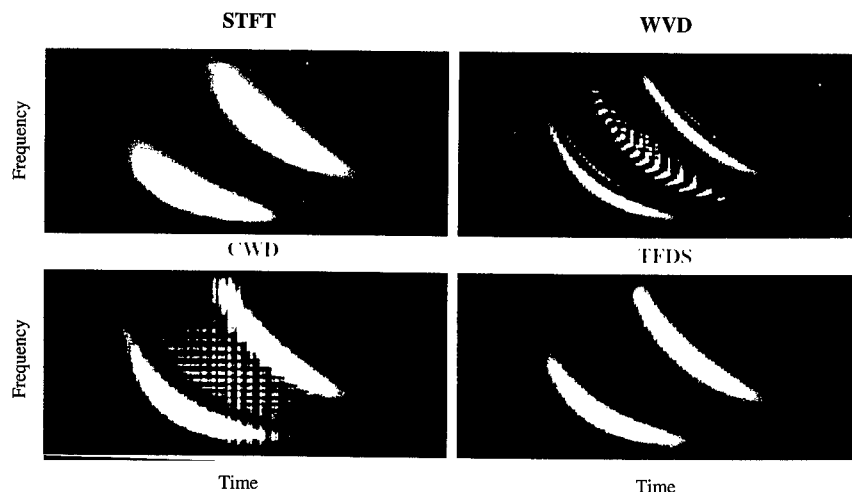 STFT
WVD
Frequency
CWD
TFDS
Frequency
Time
Time